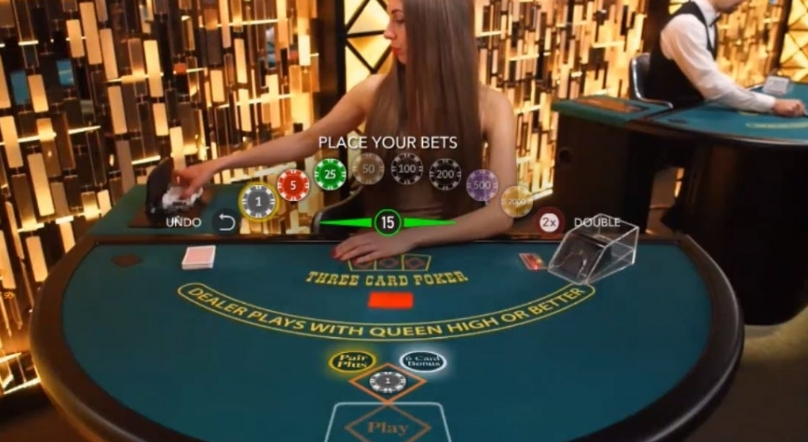 PLACE YOUR BETS
1
5
25
50
100
200
500
2000
UNDO
15
2x
DOUBLE
THREE CARD POKER
DEALER PLAYS WITH QUEEN HIGH OR BETTER
Pair
Plus
6 Card
Bonus
1
Play